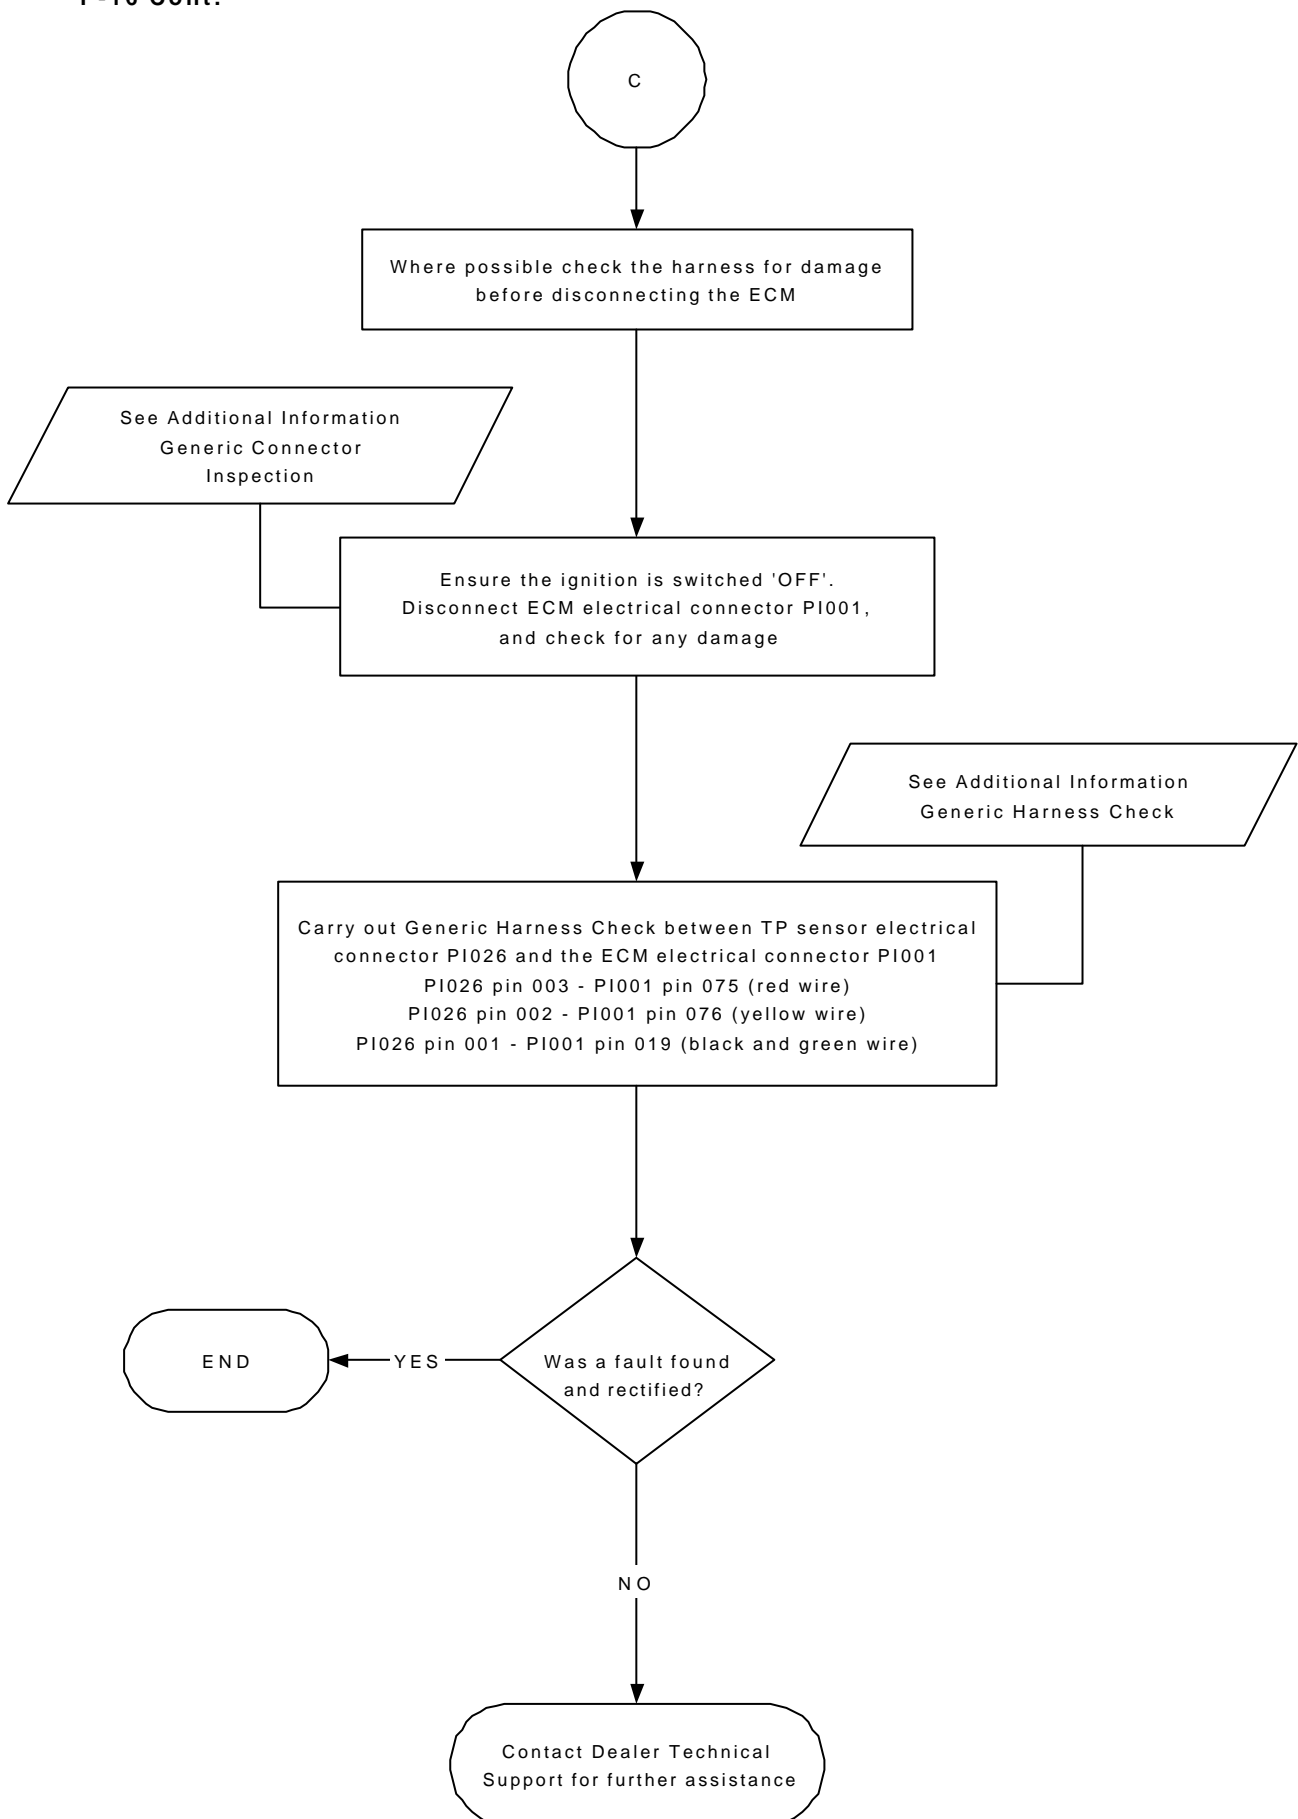 Cont.
C
Where possible check the harness for damage
before disconnecting the ECM
See Additional Information
Generic Connector
Inspection
Ensure the ignition is switched 'OFF'.
Disconnect ECM electrical connector PI001,
and check for any damage
See Additional Information
Generic Harness Check
Carry out Generic Harness Check between TP sensor electrical
connector PI026 and the ECM electrical connector PI001
PI026 pin 003 - PI001 pin 075 (red wire)
PI026 pin 002 - PI001 pin 076 (yellow wire)
PI026 pin 001 - PI001 pin 019 (black and green wire)
END
YES
Was a fault found
and rectified?
NO
Contact Dealer Technical
Support for further assistance